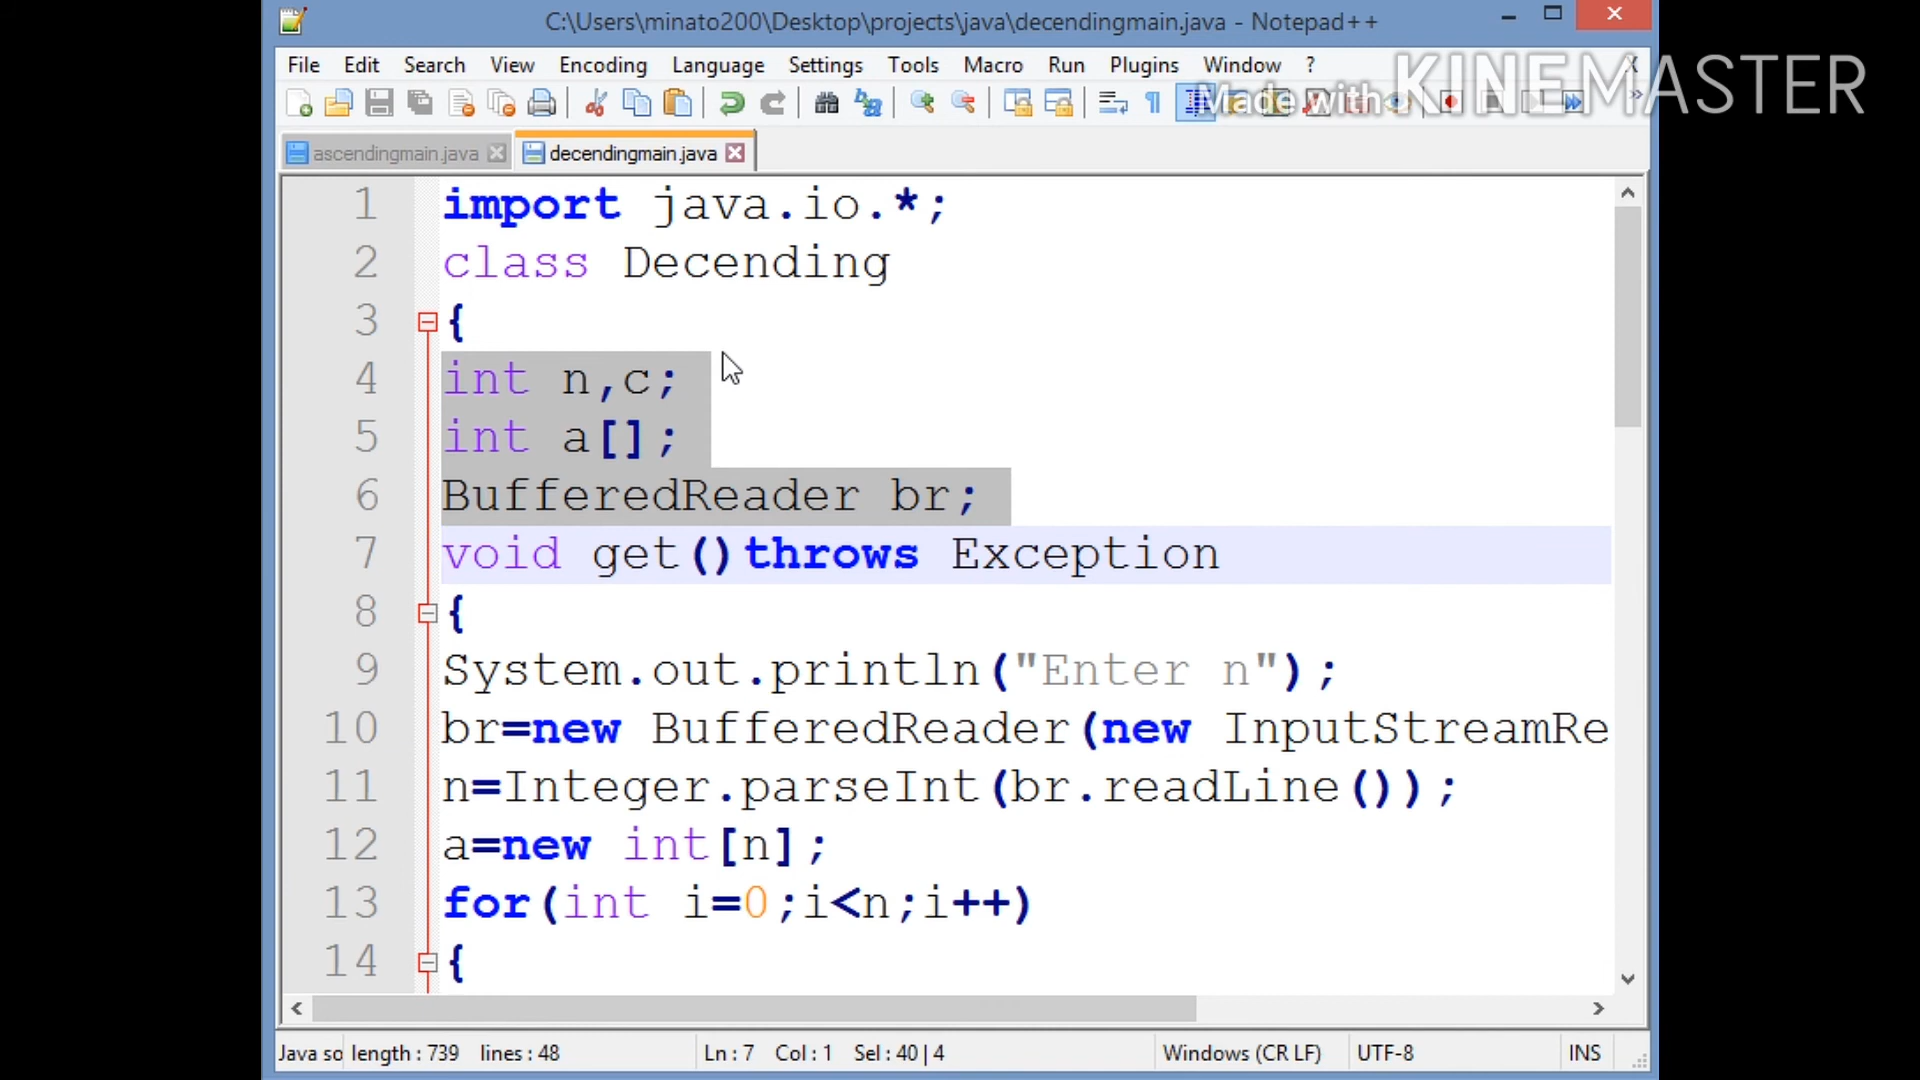 C:\Users\minato200\Desktop\projects\java\decendingmain.java - Notepad++
File Edit Search View Encoding Language Settings Tools Macro Run Plugins Window ? X
Made with KINEMASTER
ascendingmain.java decendingmain.java
1 import java.io.*;
2 class Decending
3 {
4 int n,c;
5 int a[];
6 BufferedReader br;
7 void get()throws Exception
8 {
9 System.out.println("Enter n");
10 br=new BufferedReader(new InputStreamRe
11 n=Integer.parseInt(br.readLine());
12 a=new int[n];
13 for(int i=0;i<n;i++)
14 {
Java so length : 739 lines : 48 Ln : 7 Col : 1 Sel : 40 | 4 Windows (CR LF) UTF-8 INS